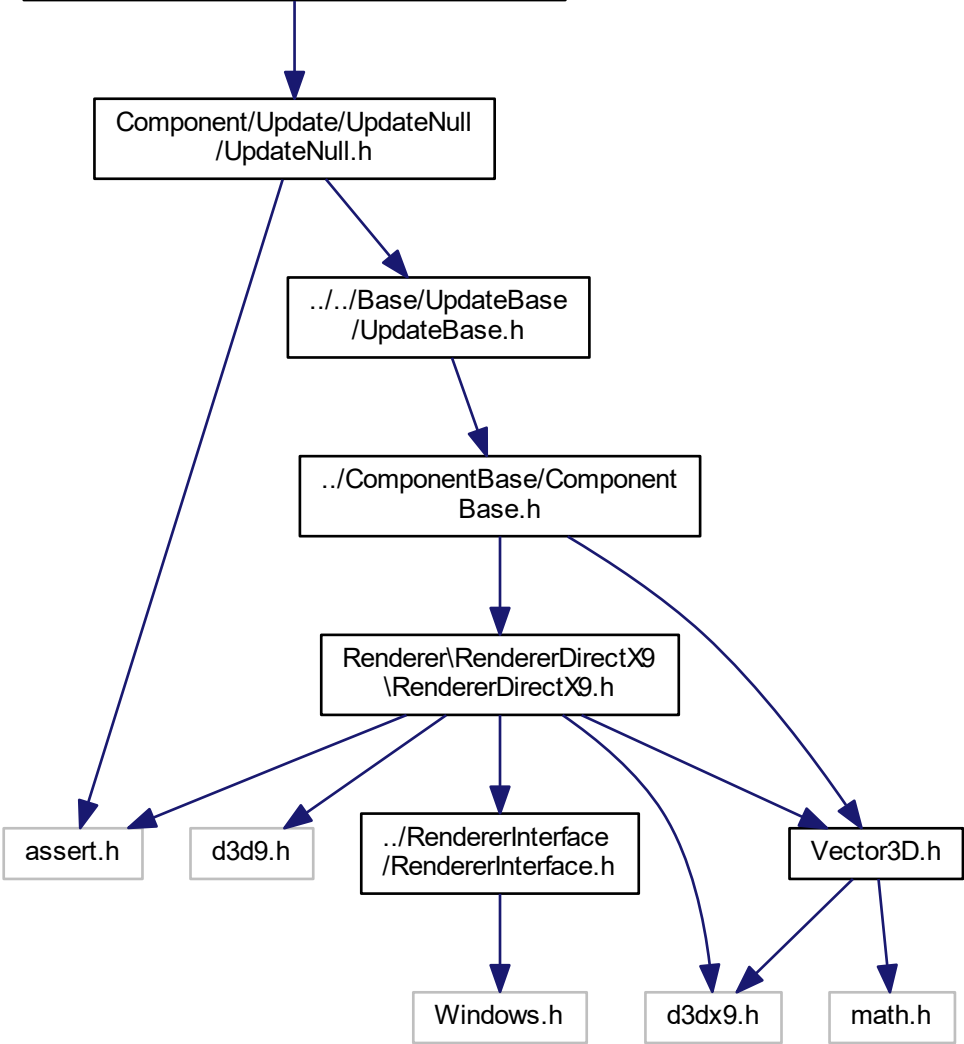 Component/Update/UpdateNull
/UpdateNull.h
../../Base/UpdateBase
/UpdateBase.h
../ComponentBase/Component
Base.h
Renderer\RendererDirectX9
\RendererDirectX9.h
assert.h
d3d9.h
../RendererInterface
/RendererInterface.h
Vector3D.h
Windows.h
d3dx9.h
math.h